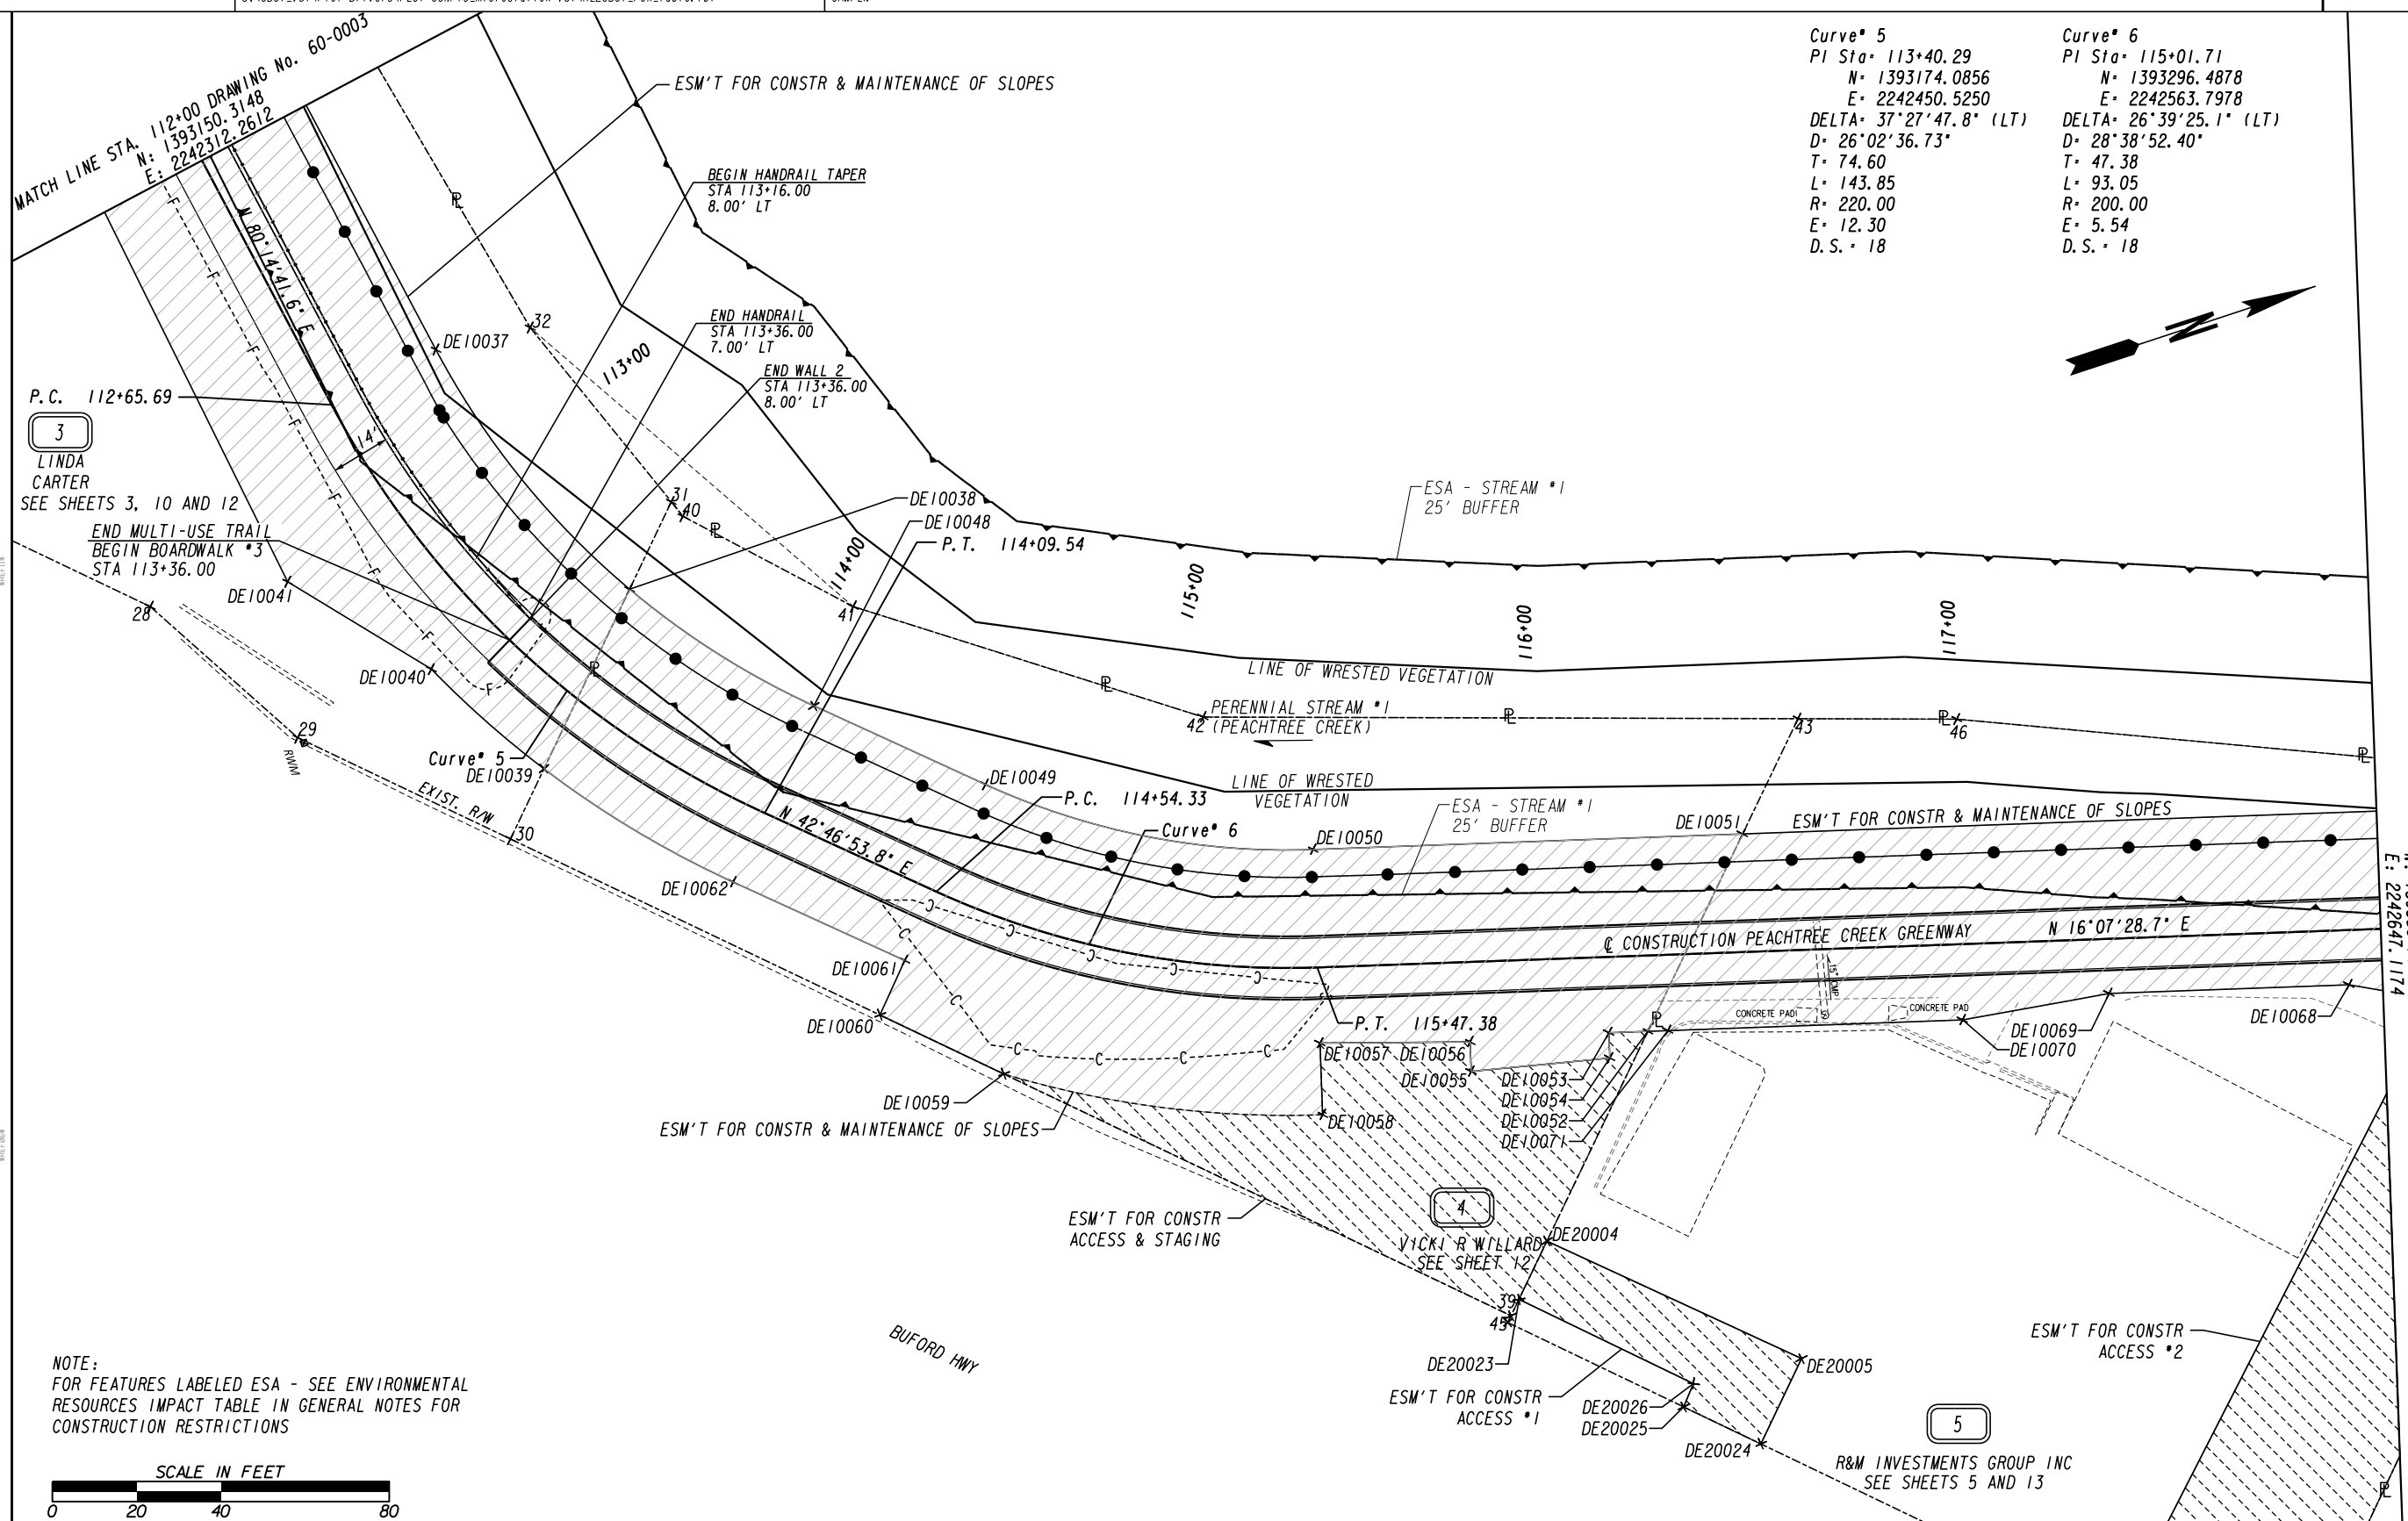 Curve# 5
PI Sta= 113+40.29
N= 1393174.0856
E= 2242450.5250
DELTA= 37°27'47.8" (LT)
D= 26°02'36.73"
T= 74.60
L= 143.85
R= 220.00
E= 12.30
D.S.= 18
Curve# 6
PI Sta= 115+01.71
N= 1393296.4878
E= 2242563.7978
DELTA= 26°39'25.1" (LT)
D= 28°38'52.40"
T= 47.38
L= 93.05
R= 200.00
E= 5.54
D.S.= 18
N
MATCH LINE STA. 112+00 DRAWING No. 60-0003
N: 1393150.3148
E: 2242312.2612
ESM'T FOR CONSTR & MAINTENANCE OF SLOPES
BEGIN HANDRAIL TAPER
STA 113+16.00
8.00' LT
END HANDRAIL
STA 113+36.00
7.00' LT
END WALL 2
STA 113+36.00
8.00' LT
N 80°14'41.6" E
32
DE10037
113+00
P.C. 112+65.69
3
LINDA
CARTER
SEE SHEETS 3, 10 AND 12
14'
END MULTI-USE TRAIL
BEGIN BOARDWALK #3
STA 113+36.00
31
40
DE10038
DE10048
P.T. 114+09.54
114+00
41
ESA - STREAM #1
25' BUFFER
115+00
116+00
117+00
DE10041
28
DE10040
29
RWM
Curve# 5
DE10039
EXIST. R/W
30
LINE OF WRESTED VEGETATION
PERENNIAL STREAM #1
42 (PEACHTREE CREEK)
43
46
LINE OF WRESTED
VEGETATION
DE10049
P.C. 114+54.33
Curve# 6
N 42°46'53.8" E
ESA - STREAM #1
25' BUFFER
DE10050
DE10051
ESM'T FOR CONSTR & MAINTENANCE OF SLOPES
E: 2242647.1174
DE10062
DE10061
DE10060
DE10059
CONSTRUCTION PEACHTREE CREEK GREENWAY
N 16°07'28.7" E
15" CMP
CONCRETE PAD
CONCRETE PAD
P.T. 115+47.38
DE10057
DE10056
DE10055
DE10058
DE10053
DE10054
DE10052
DE10071
DE10069
DE10070
DE10068
ESM'T FOR CONSTR & MAINTENANCE OF SLOPES
ESM'T FOR CONSTR
ACCESS & STAGING
4
VICKI R WILLARD
SEE SHEET 12
DE20004
39
45
DE20023
DE20005
ESM'T FOR CONSTR
ACCESS #1
DE20026
DE20025
DE20024
ESM'T FOR CONSTR
ACCESS #2
5
R&M INVESTMENTS GROUP INC
SEE SHEETS 5 AND 13
BUFORD HWY
NOTE:
FOR FEATURES LABELED ESA - SEE ENVIRONMENTAL
RESOURCES IMPACT TABLE IN GENERAL NOTES FOR
CONSTRUCTION RESTRICTIONS
SCALE IN FEET
0 20 40 80